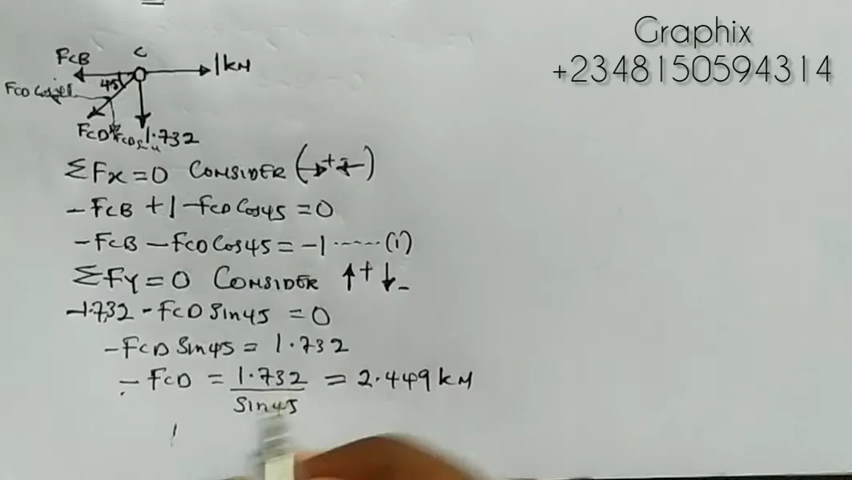 Graphix
+2348150594314
FCB C 1KN
45
FCD 1.732
ΣFx=0 CONSIDER (→+ ←-)
-FCB +1 -FCD Cos45 =0
-FCB -FCD Cos45 = -1 ------ (1)
ΣFy=0 CONSIDER ↑+ ↓-
-1.732 - FCD Sin45 = 0
-FCD Sin45 = 1.732
- FCD = 1.732 = 2.449 KN
Sin45